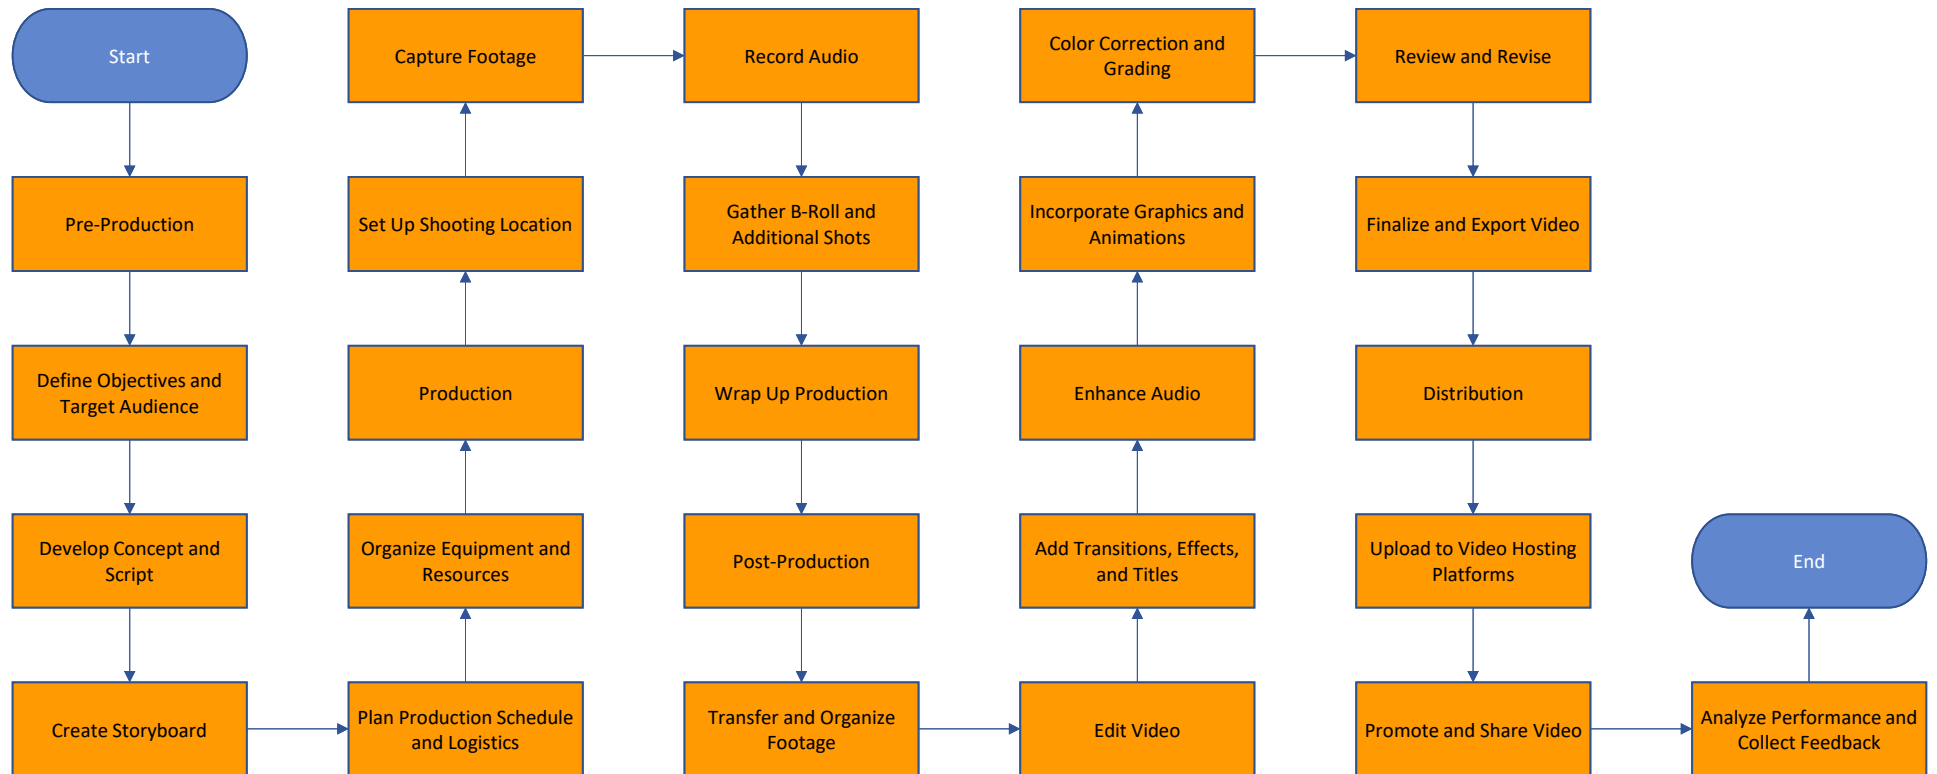 Start
Pre-Production
Define Objectives and
Target Audience
Develop Concept and
Script
Create Storyboard
Plan Production Schedule
and Logistics
Organize Equipment and
Resources
Production
Set Up Shooting Location
Capture Footage
Record Audio
Gather B-Roll and
Additional Shots
Wrap Up Production
Post-Production
Transfer and Organize
Footage
Edit Video
Add Transitions, Effects,
and Titles
Enhance Audio
Incorporate Graphics and
Animations
Color Correction and
Grading
Review and Revise
Finalize and Export Video
Distribution
Upload to Video Hosting
Platforms
Promote and Share Video
Analyze Performance and
Collect Feedback
End